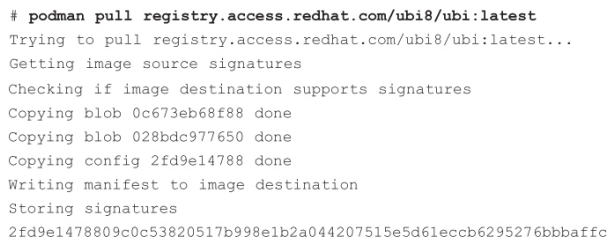 # podman pull registry.access.redhat.com/ubi8/ubi:latest
Trying to pull registry.access.redhat.com/ubi8/ubi:latest...
Getting image source signatures
Checking if image destination supports signatures
Copying blob 0c673eb68f88 done
Copying blob 028bdc977650 done
Copying config 2fd9e14788 done
Writing manifest to image destination
Storing signatures
2fd9e1478809c0c53820517b998e1b2a044207515e5d61eccb6295276bbbaffc